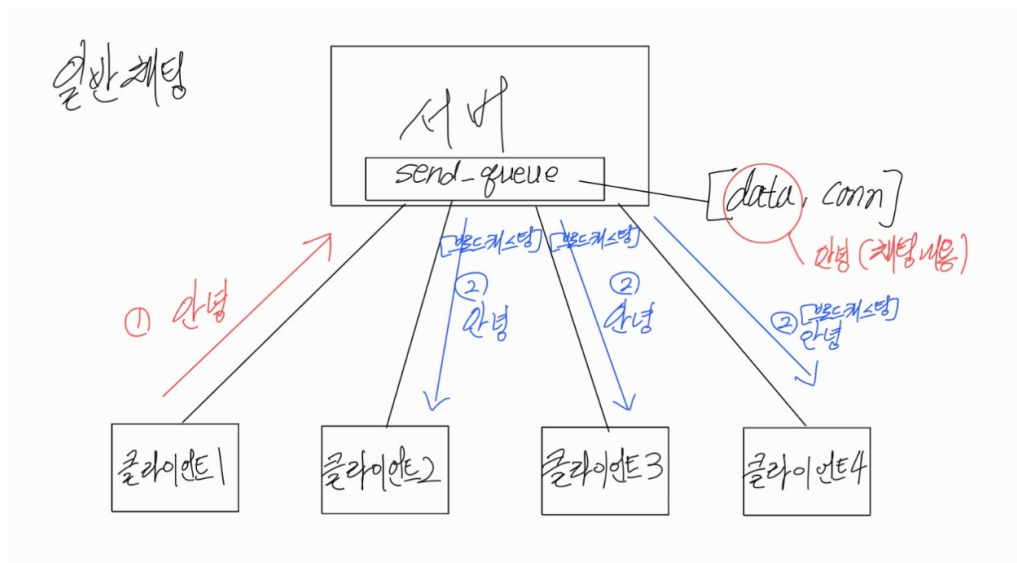 일반채팅
서버
send_queue
[data, conn]
안녕 (채팅내용)
[브로드캐스팅] [브로드캐스팅]
① 안녕
② 안녕
② 안녕
② [브로드캐스팅]
안녕
클라이언트1
클라이언트2
클라이언트3
클라이언트4